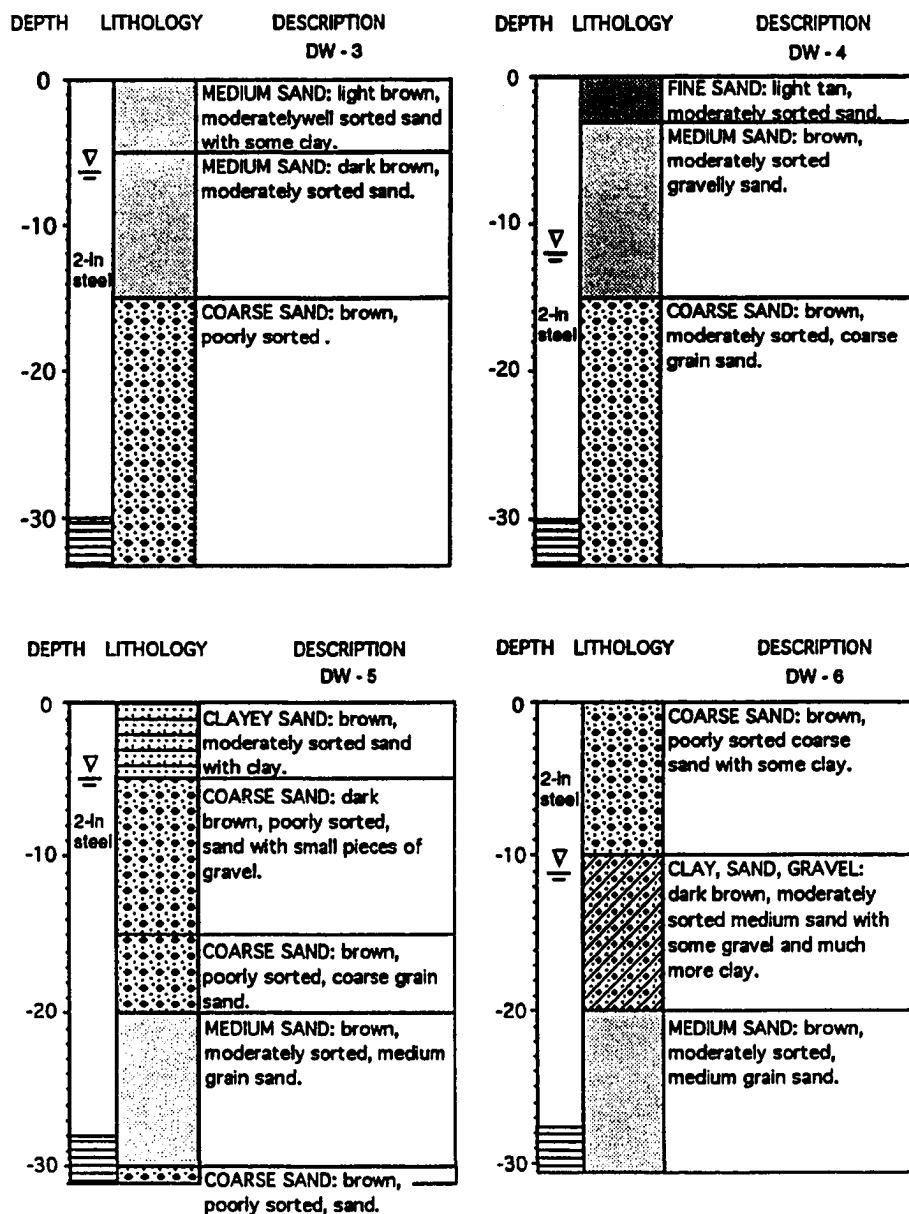 DEPTH LITHOLOGY DESCRIPTION
DW - 3
0
MEDIUM SAND: light brown,
moderatelywell sorted sand
with some clay.
MEDIUM SAND: dark brown,
moderately sorted sand.
-10
2-in
steel
COARSE SAND: brown,
poorly sorted .
-20
-30
DEPTH LITHOLOGY DESCRIPTION
DW - 4
0
FINE SAND: light tan,
moderately sorted sand.
MEDIUM SAND: brown,
moderately sorted
gravelly sand.
-10
2-in
steel
COARSE SAND: brown,
moderately sorted, coarse
grain sand.
-20
-30
DEPTH LITHOLOGY DESCRIPTION
DW - 5
0
CLAYEY SAND: brown,
moderately sorted sand
with clay.
2-in
steel
COARSE SAND: dark
brown, poorly sorted,
sand with small pieces of
gravel.
-10
COARSE SAND: brown,
poorly sorted, coarse grain
sand.
-20
MEDIUM SAND: brown,
moderately sorted, medium
grain sand.
-30
COARSE SAND: brown,
poorly sorted, sand.
DEPTH LITHOLOGY DESCRIPTION
DW - 6
0
COARSE SAND: brown,
poorly sorted coarse
sand with some clay.
2-in
steel
-10
CLAY, SAND, GRAVEL:
dark brown, moderately
sorted medium sand with
some gravel and much
more clay.
-20
MEDIUM SAND: brown,
moderately sorted,
medium grain sand.
-30